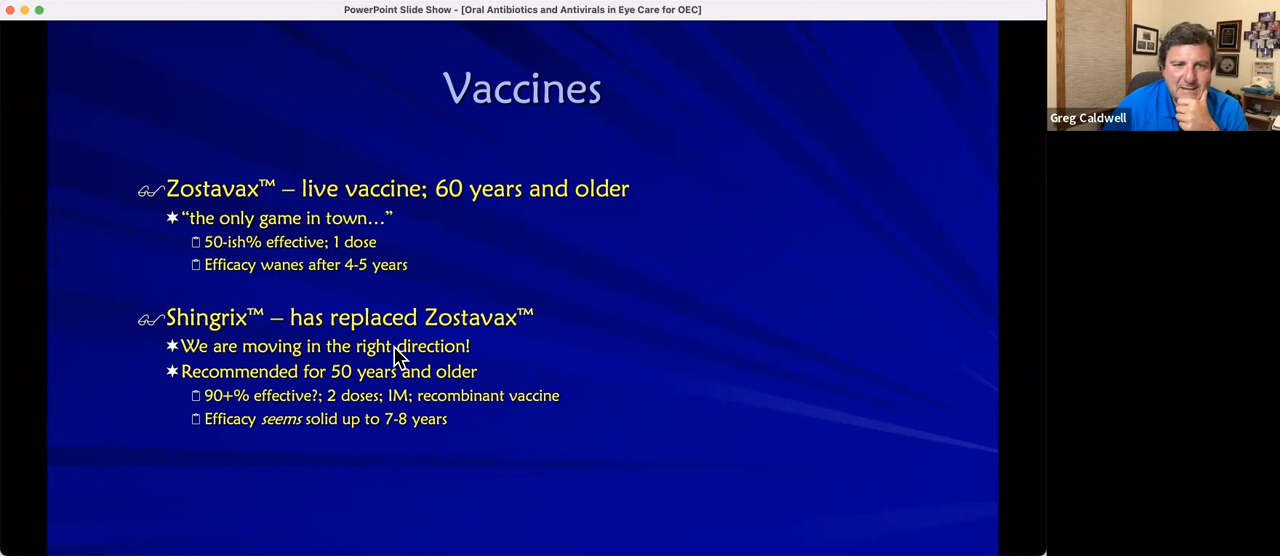 PowerPoint Slide Show - [Oral Antibiotics and Antivirals in Eye Care for OEC]
Vaccines
Zostavax™ – live vaccine; 60 years and older
“the only game in town…”
50-ish% effective; 1 dose
Efficacy wanes after 4-5 years
Shingrix™ – has replaced Zostavax™
We are moving in the right direction!
Recommended for 50 years and older
90+% effective?; 2 doses; IM; recombinant vaccine
Efficacy seems solid up to 7-8 years
Greg Caldwell